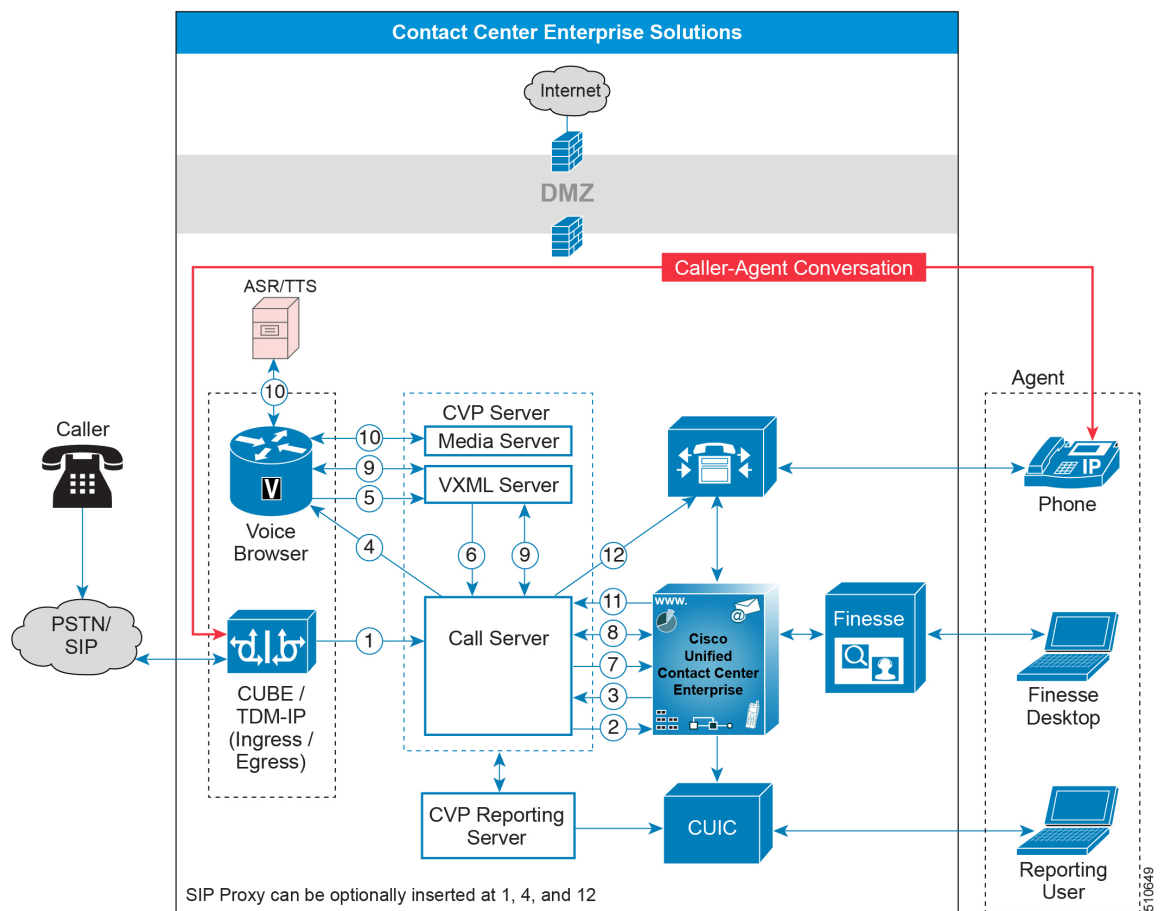 Contact Center Enterprise Solutions
Internet
DMZ
Caller-Agent Conversation
ASR/TTS
10
Agent
Caller
CVP Server
10
Media Server
9
VXML Server
5
V
Voice
Browser
IP
Phone
4
6
9
12
PSTN/
SIP
CUBE /
TDM-IP
(Ingress /
Egress)
1
Call Server
11
8
7
3
2
www.
@
Cisco
Unified
Contact Center
Enterprise
Finesse
Finesse
Desktop
CVP Reporting
Server
CUIC
Reporting
User
SIP Proxy can be optionally inserted at 1, 4, and 12
510649